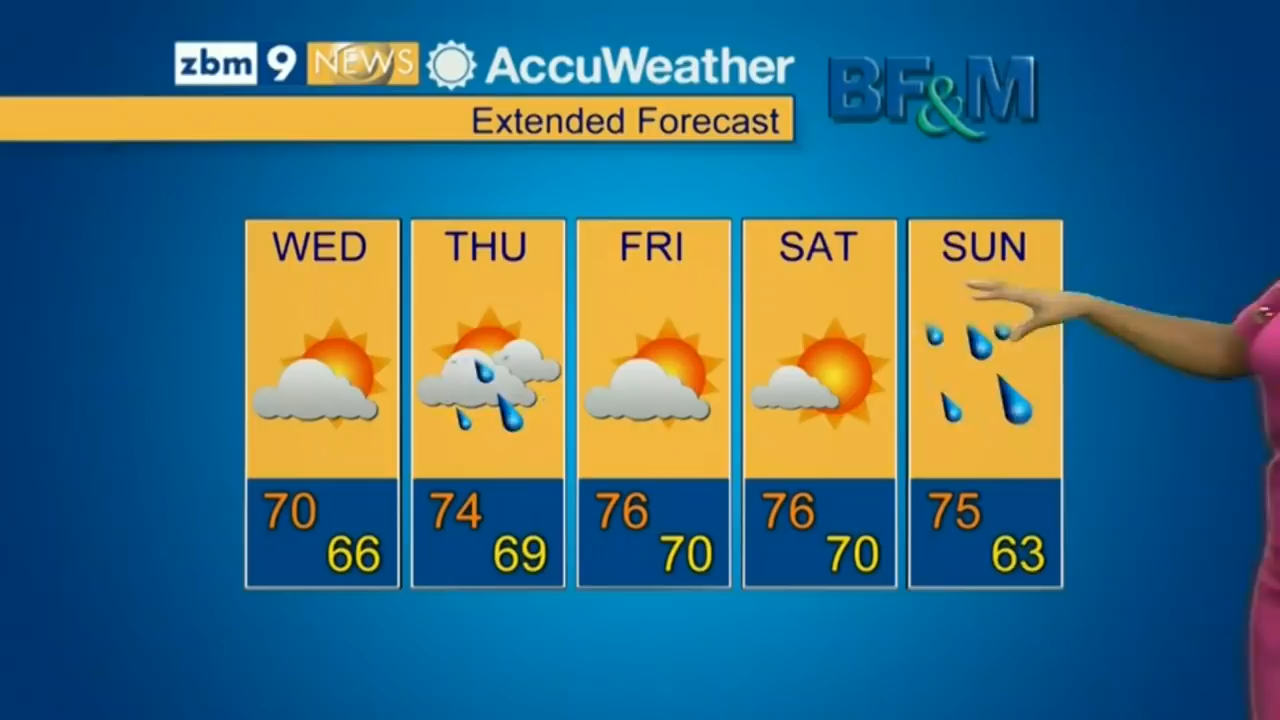 zbm 9 NEWS AccuWeather
BF&M
Extended Forecast
WED THU FRI SAT SUN
70 74 76 76 75
66 69 70 70 63